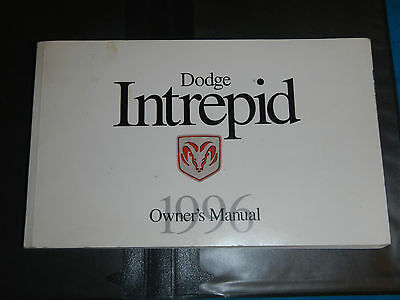 Dodge
Intrepid
1996
Owner's Manual